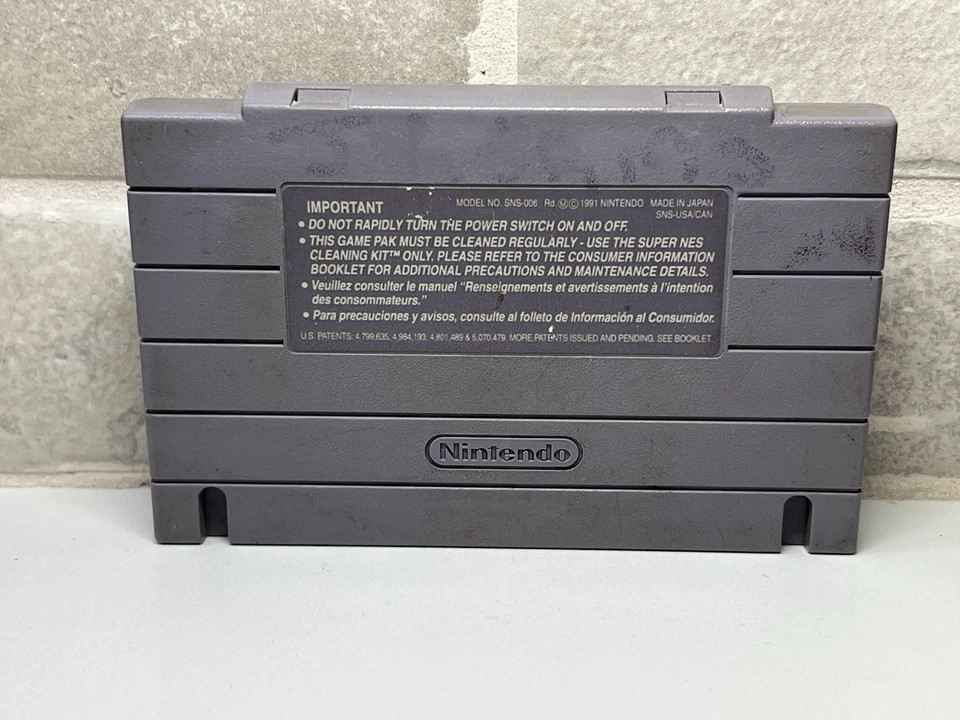 IMPORTANT
MODEL NO. SNS-006 Rd. Ⓜ©1991 NINTENDO MADE IN JAPAN
SNS-USA/CAN
• DO NOT RAPIDLY TURN THE POWER SWITCH ON AND OFF.
• THIS GAME PAK MUST BE CLEANED REGULARLY - USE THE SUPER NES
CLEANING KIT™ ONLY. PLEASE REFER TO THE CONSUMER INFORMATION
BOOKLET FOR ADDITIONAL PRECAUTIONS AND MAINTENANCE DETAILS.
• Veuillez consulter le manuel "Renseignements et avertissements à l'intention
des consommateurs."
• Para precauciones y avisos, consulte al folleto de Información al Consumidor.
U.S. PATENTS: 4,799,635; 4,984,193; 4,801,489 & 5,070,479. MORE PATENTS ISSUED AND PENDING. SEE BOOKLET.
Nintendo